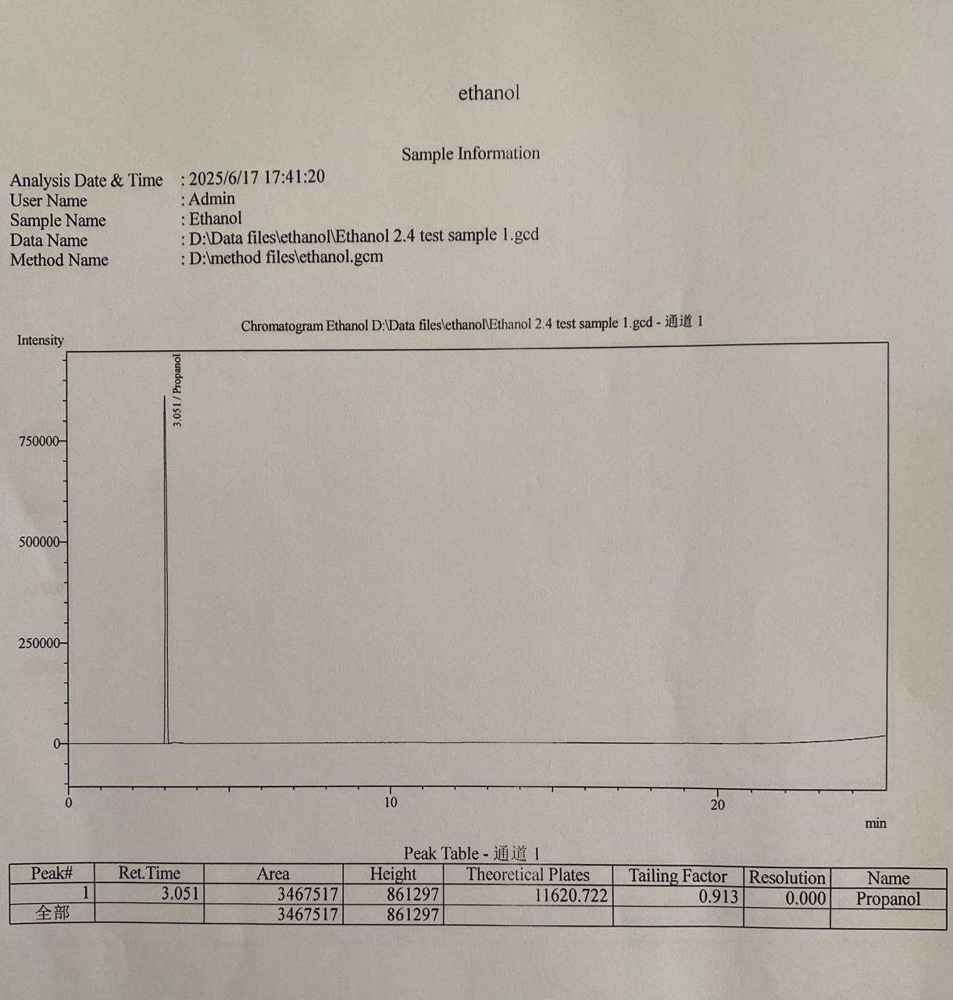 ethanol
Sample Information
Analysis Date & Time : 2025/6/17 17:41:20
User Name : Admin
Sample Name : Ethanol
Data Name : D:\Data files\ethanol\Ethanol 2.4 test sample 1.gcd
Method Name : D:\method files\ethanol.gcm
Chromatogram Ethanol D:\Data files\ethanol\Ethanol 2.4 test sample 1.gcd - 通道 1
Intensity
3.051 / Propanol
750000
500000
250000
0
0 10 20
min
Peak Table - 通道 1
Peak# Ret.Time Area Height Theoretical Plates Tailing Factor Resolution Name
1 3.051 3467517 861297 11620.722 0.913 0.000 Propanol
全部 3467517 861297